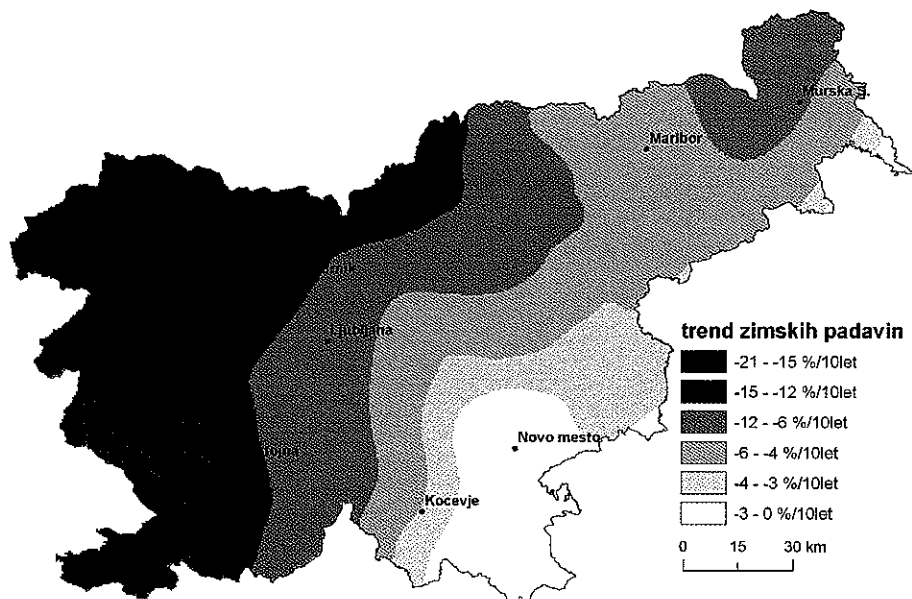 Murska S.
Maribor
Ljubljana
Novo mesto
Kocevje
trend zimskih padavin
-21 - -15 %/10let
-15 - -12 %/10let
-12 - -6 %/10let
-6 - -4 %/10let
-4 - -3 %/10let
-3 - 0 %/10let
0 15 30 km